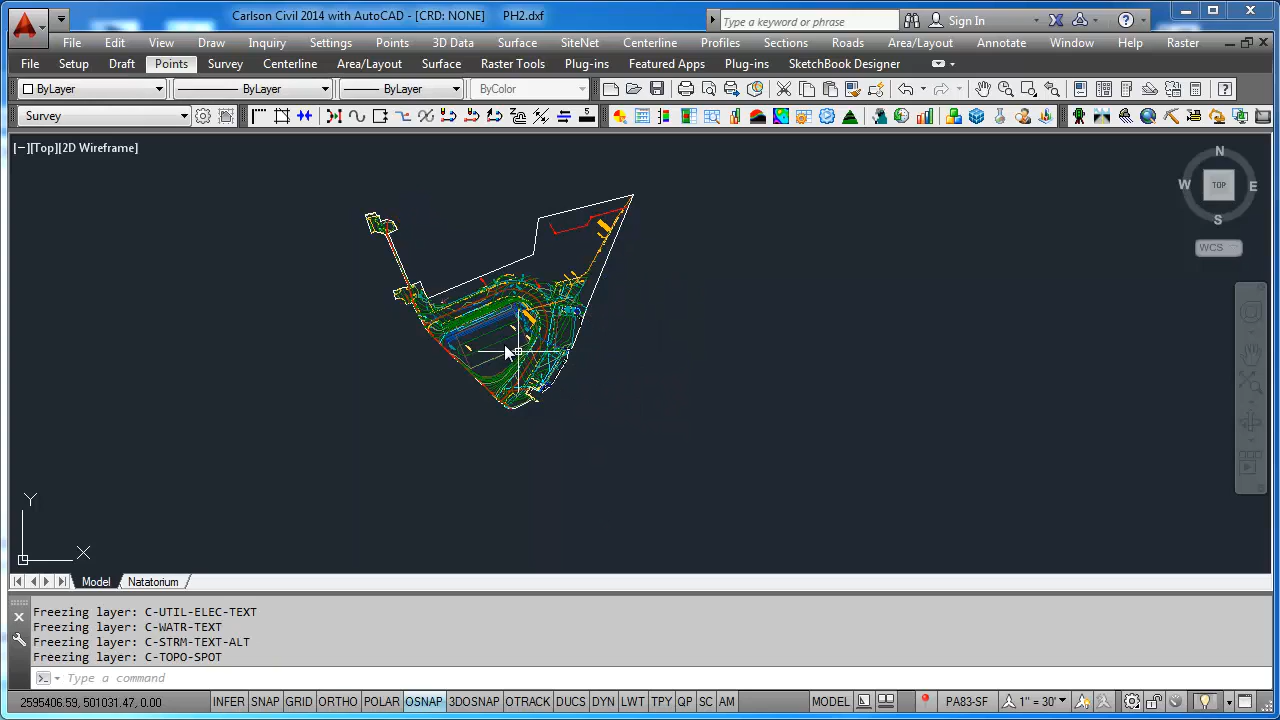 Carlson Civil 2014 with AutoCAD - [CRD: NONE] PH2.dxf
Type a keyword or phrase
Sign In
File Edit View Draw Inquiry Settings Points 3D Data Surface SiteNet Centerline Profiles Sections Roads Area/Layout Annotate Window Help Raster
File Setup Draft Points Survey Centerline Area/Layout Surface Raster Tools Plug-ins Featured Apps Plug-ins SketchBook Designer
ByLayer ByLayer ByLayer ByColor
Survey
[−][Top][2D Wireframe]
N
W TOP E
S
WCS
Y
X
Model Natatorium
Freezing layer: C-UTIL-ELEC-TEXT
Freezing layer: C-WATR-TEXT
Freezing layer: C-STRM-TEXT-ALT
Freezing layer: C-TOPO-SPOT
Type a command
2595406.59, 501031.47, 0.00 INFER SNAP GRID ORTHO POLAR OSNAP 3DOSNAP OTRACK DUCS DYN LWT TPY QP SC AM MODEL PA83-SF 1" = 30'